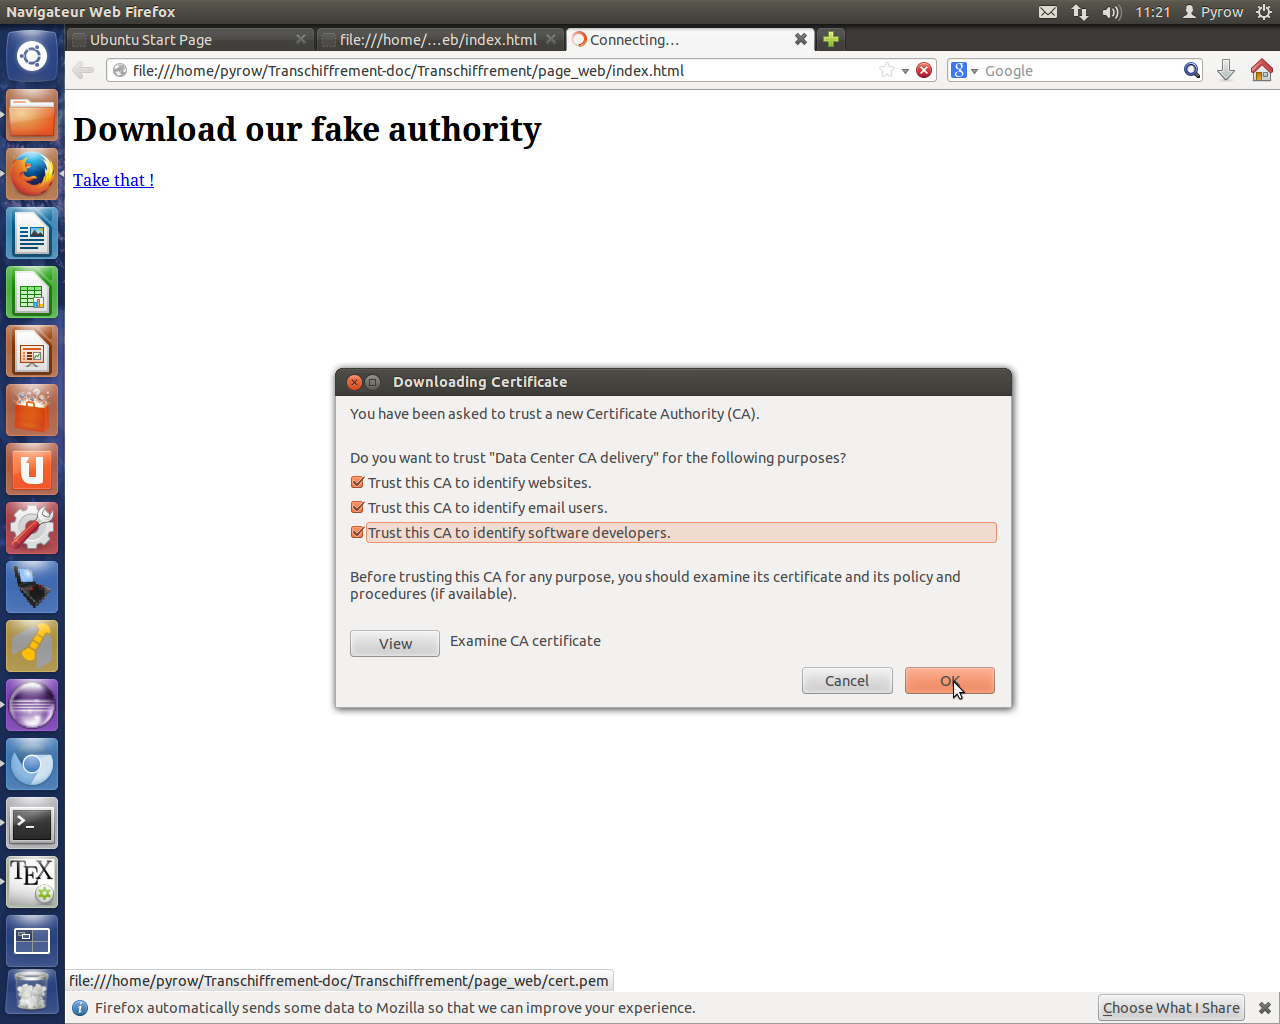 Navigateur Web Firefox
11:21
Pyrow
Ubuntu Start Page
file:///home/...eb/index.html
Connecting...
file:///home/pyrow/Transchiffrement-doc/Transchiffrement/page_web/index.html
8
Google
Download our fake authority
Take that !
Downloading Certificate
You have been asked to trust a new Certificate Authority (CA).
Do you want to trust "Data Center CA delivery" for the following purposes?
Trust this CA to identify websites.
Trust this CA to identify email users.
Trust this CA to identify software developers.
Before trusting this CA for any purpose, you should examine its certificate and its policy and
procedures (if available).
View
Examine CA certificate
Cancel
OK
TEX
file:///home/pyrow/Transchiffrement-doc/Transchiffrement/page_web/cert.pem
Firefox automatically sends some data to Mozilla so that we can improve your experience.
Choose What I Share